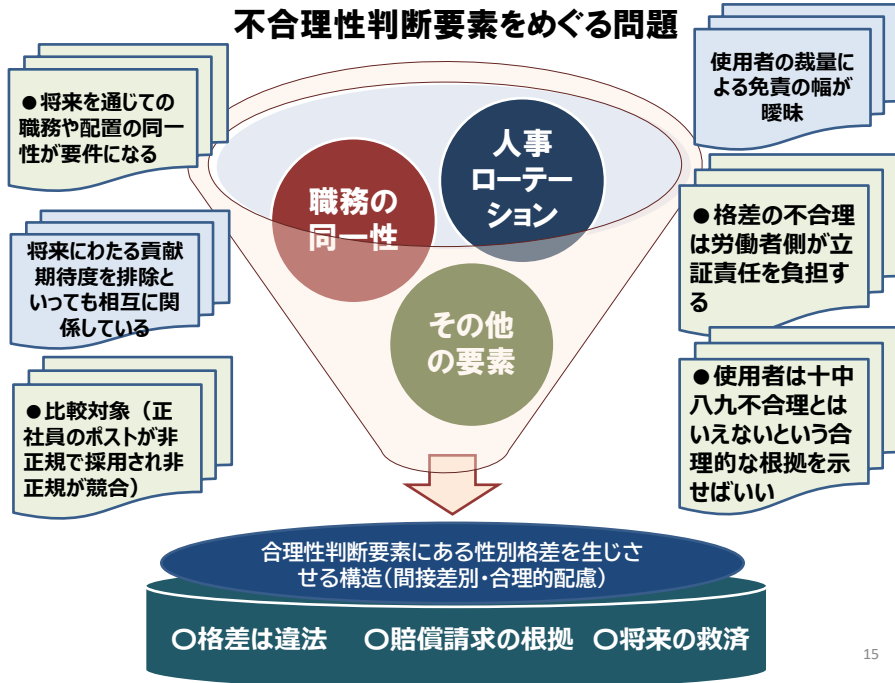 不合理性判断要素をめぐる問題
●将来を通じての
職務や配置の同一
性が要件になる
将来にわたる貢献
期待度を排除と
いっても相互に関
係している
●比較対象（正
社員のポストが非
正規で採用され非
正規が競合）
職務の
同一性
人事
ローテー
ション
その他
の要素
使用者の裁量に
よる免責の幅が
曖昧
●格差の不合理
は労働者側が立
証責任を負担す
る
●使用者は十中
八九不合理とは
いえないという合
理的な根拠を示
せばいい
合理性判断要素にある性別格差を生じさ
せる構造（間接差別・合理的配慮）
〇格差は違法 〇賠償請求の根拠 〇将来の救済
15